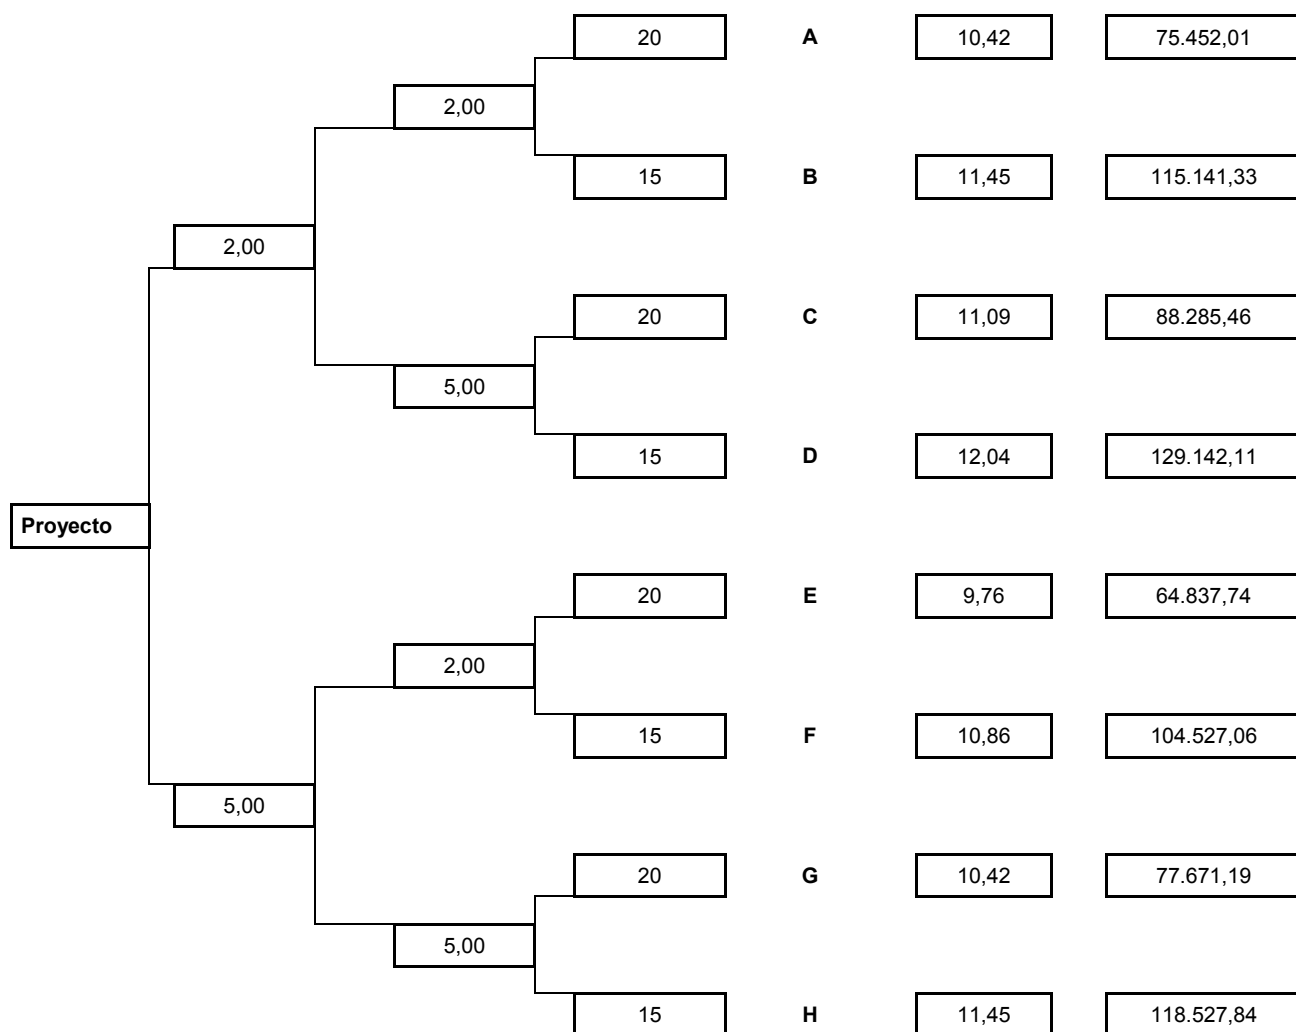 20 A 10,42 75.452,01
2,00
15 B 11,45 115.141,33
2,00
20 C 11,09 88.285,46
5,00
15 D 12,04 129.142,11
Proyecto
20 E 9,76 64.837,74
2,00
15 F 10,86 104.527,06
5,00
20 G 10,42 77.671,19
5,00
15 H 11,45 118.527,84